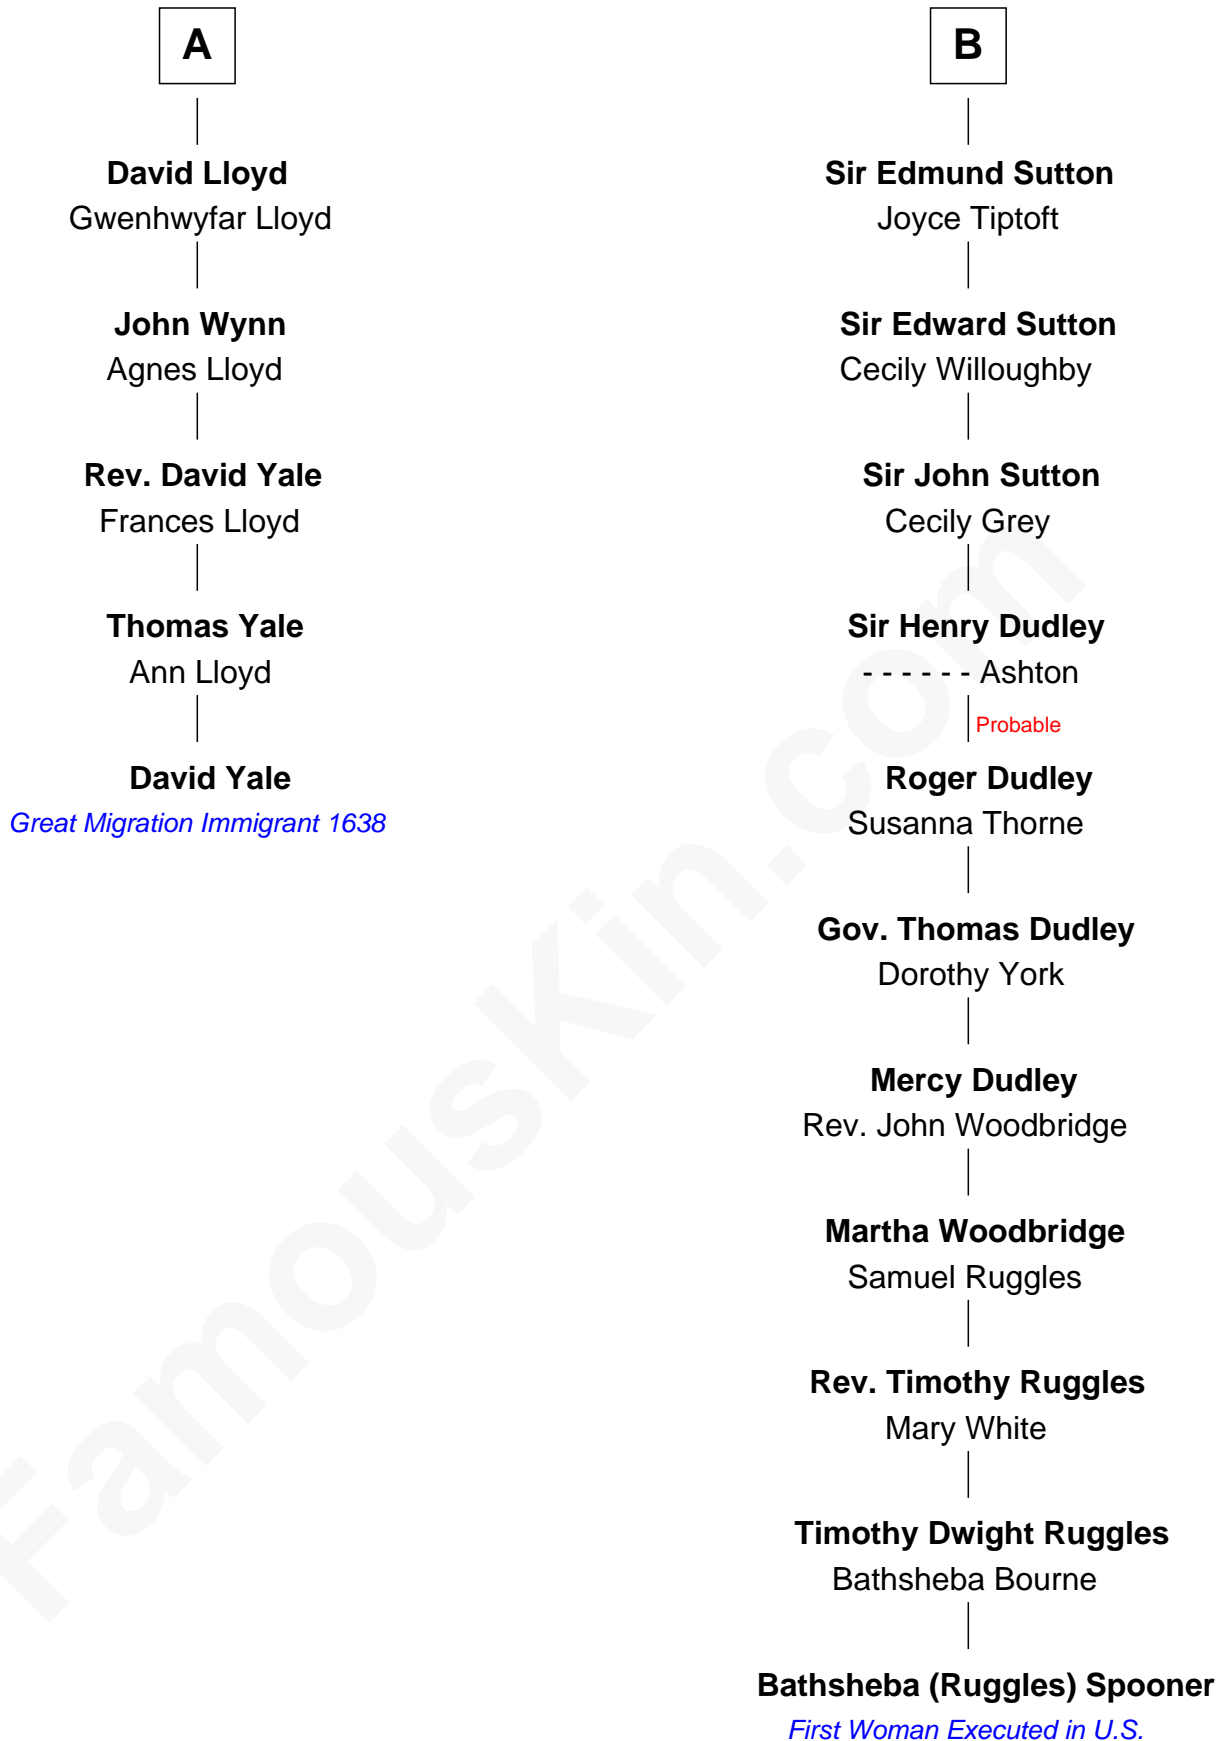 A
David Lloyd
Gwenhwyfar Lloyd
John Wynn
Agnes Lloyd
Rev. David Yale
Frances Lloyd
Thomas Yale
Ann Lloyd
David Yale
Great Migration Immigrant 1638
B
Sir Edmund Sutton
Joyce Tiptoft
Sir Edward Sutton
Cecily Willoughby
Sir John Sutton
Cecily Grey
Sir Henry Dudley
- - - - - - Ashton
Probable
Roger Dudley
Susanna Thorne
Gov. Thomas Dudley
Dorothy York
Mercy Dudley
Rev. John Woodbridge
Martha Woodbridge
Samuel Ruggles
Rev. Timothy Ruggles
Mary White
Timothy Dwight Ruggles
Bathsheba Bourne
Bathsheba (Ruggles) Spooner
First Woman Executed in U.S.
FamousKin.com